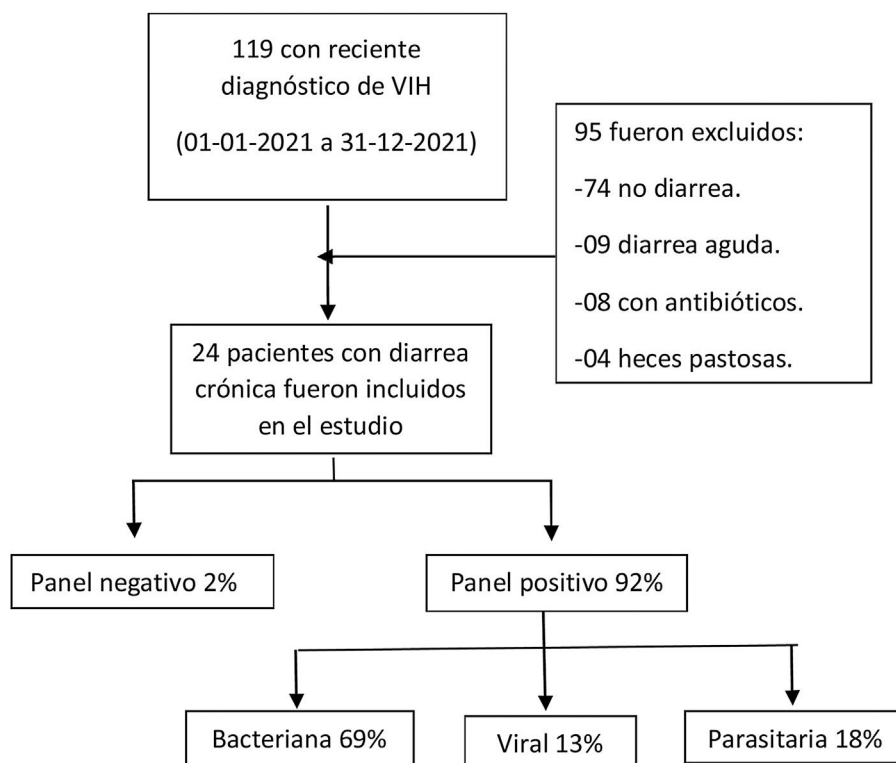 119 con reciente
diagnóstico de VIH
(01-01-2021 a 31-12-2021)
95 fueron excluidos:
-74 no diarrea.
-09 diarrea aguda.
-08 con antibióticos.
-04 heces pastosas.
24 pacientes con diarrea
crónica fueron incluidos
en el estudio
Panel negativo 2%
Panel positivo 92%
Bacteriana 69%
Viral 13%
Parasitaria 18%